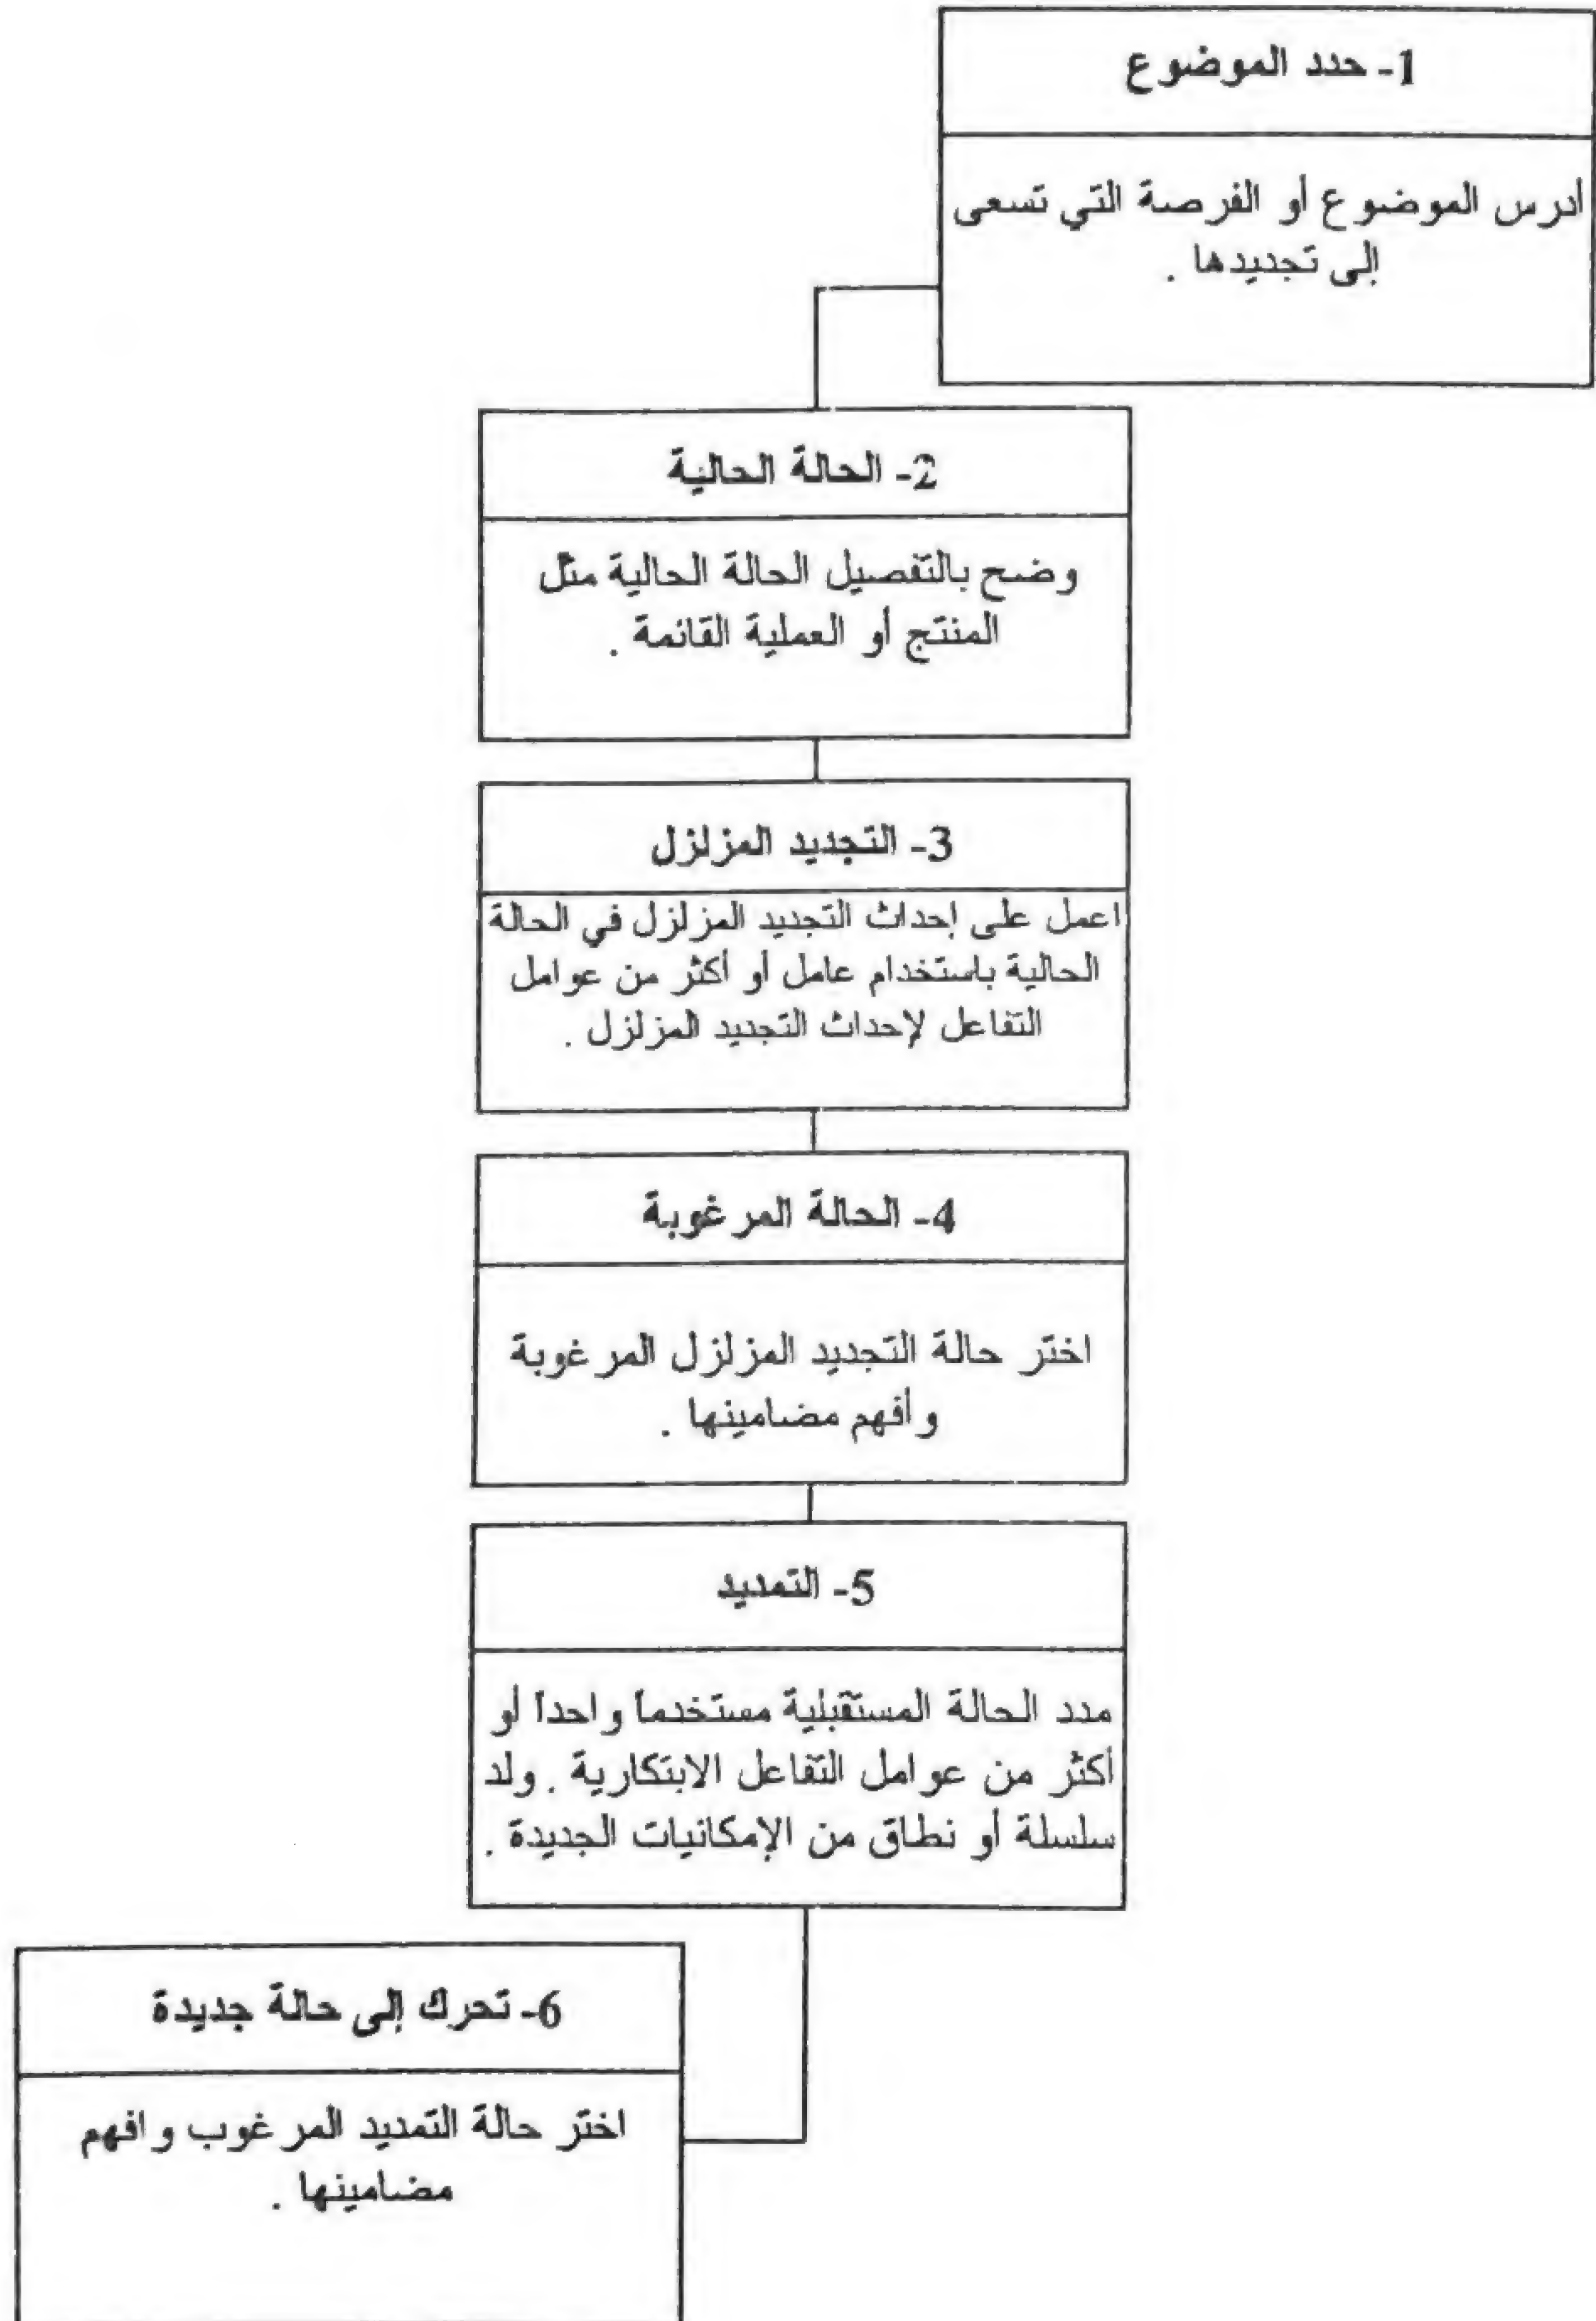 1- حدد الموضوع
أدرس الموضوع أو الفرصة التي تسعى
إلى تجديدها .
2- الحالة الحالية
وضح بالتفصيل الحالة الحالية مثل
المنتج أو العملية القائمة .
3- التجديد المزلزل
اعمل على إحداث التجديد المزلزل في الحالة
الحالية باستخدام عامل أو أكثر من عوامل
التفاعل لإحداث التجديد المزلزل .
4- الحالة المرغوبة
اختر حالة التجديد المزلزل المرغوبة
وأفهم مضامينها .
5- التمديد
مدد الحالة المستقبلية مستخدماً واحداً أو
أكثر من عوامل التفاعل الابتكارية . ولد
سلسلة أو نطاق من الإمكانيات الجديدة .
6- تحرك إلى حالة جديدة
اختر حالة التمديد المرغوب وافهم
مضامينها .